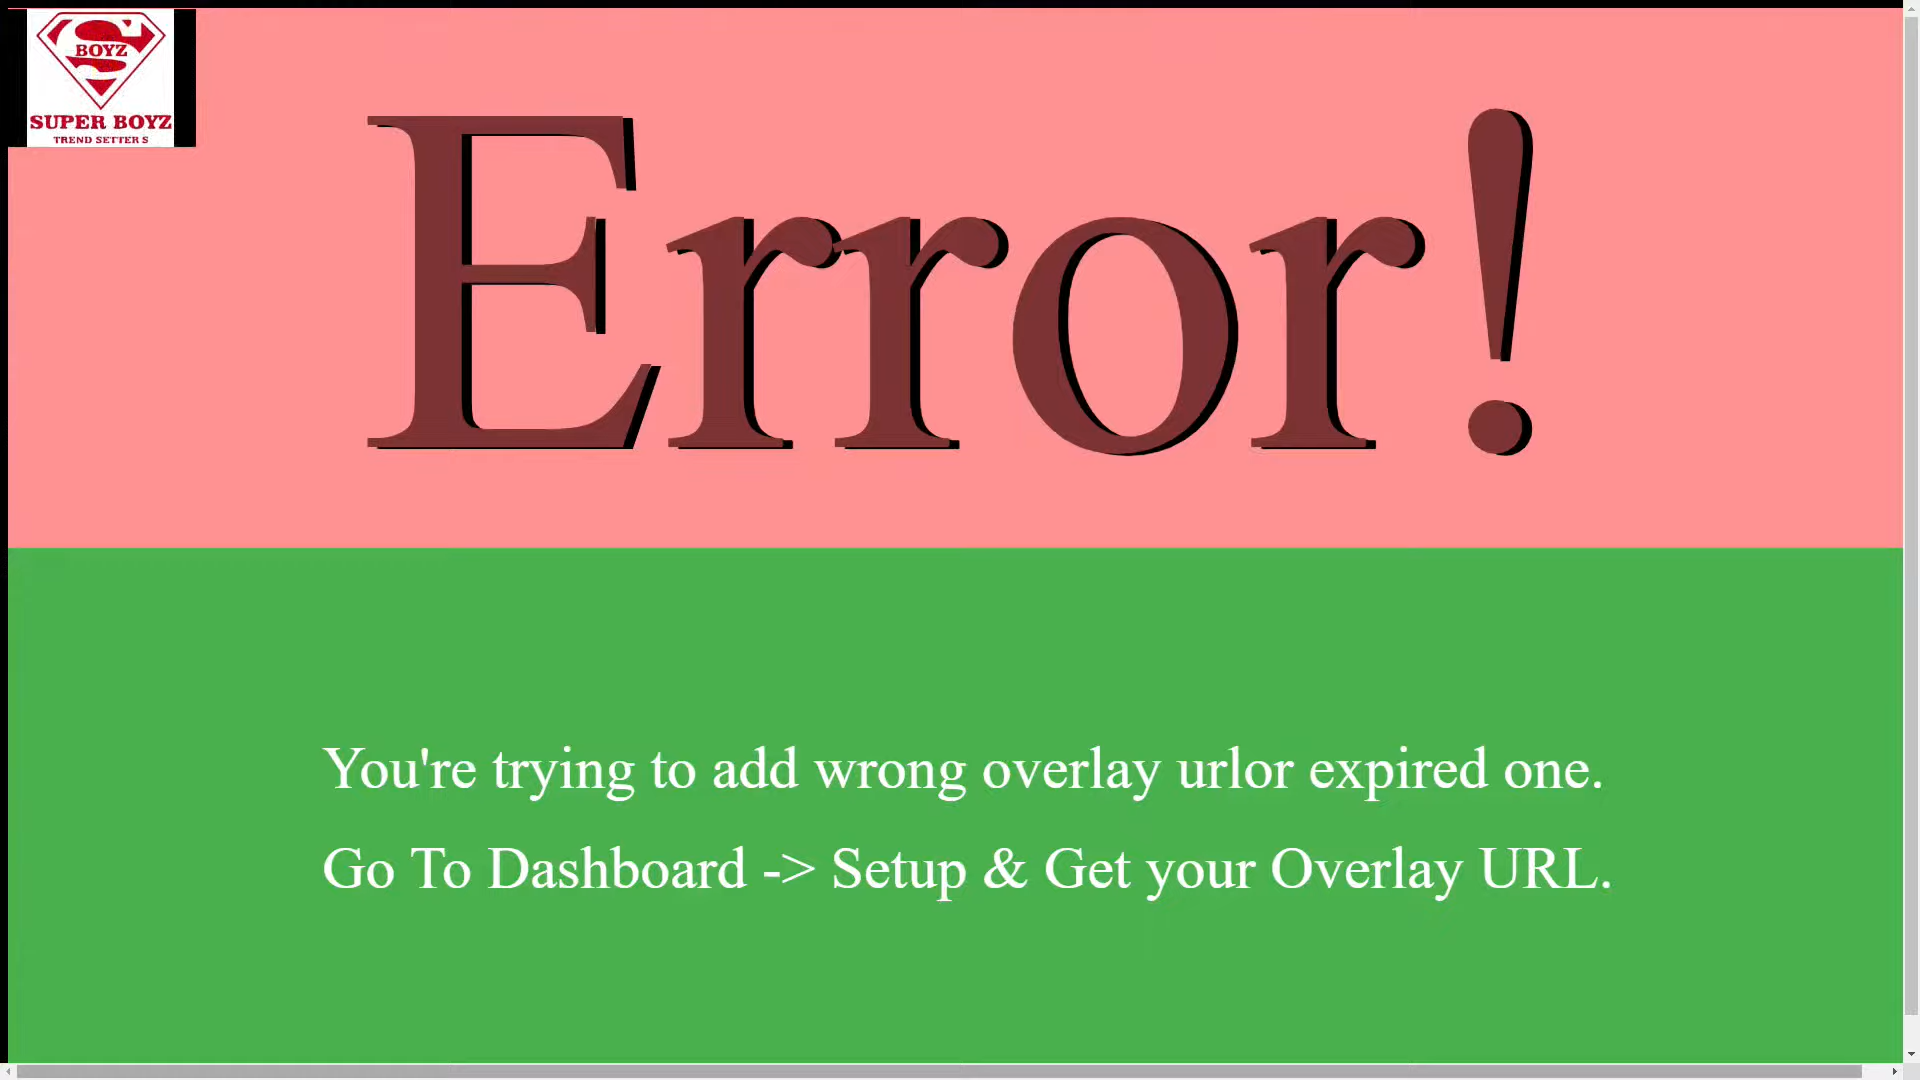 BOYZ
SUPER BOYZ
TREND SETTER S
Error!
You're trying to add wrong overlay urlor expired one.
Go To Dashboard -> Setup & Get your Overlay URL.